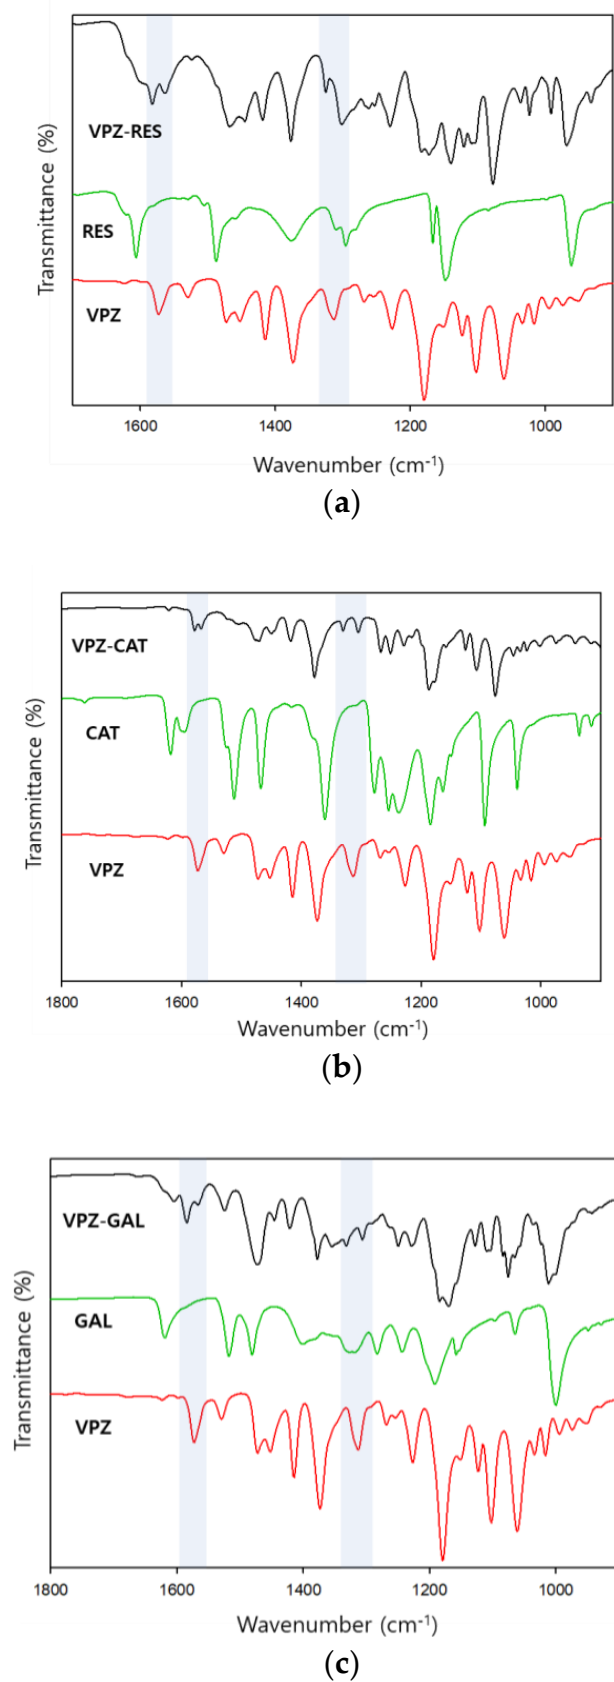 Transmittance (%)
VPZ-RES
RES
VPZ
1600 1400 1200 1000
Wavenumber (cm-1)
(a)
Transmittance (%)
VPZ-CAT
CAT
VPZ
1800 1600 1400 1200 1000
Wavenumber (cm-1)
(b)
Transmittance (%)
VPZ-GAL
GAL
VPZ
1800 1600 1400 1200 1000
Wavenumber (cm-1)
(c)